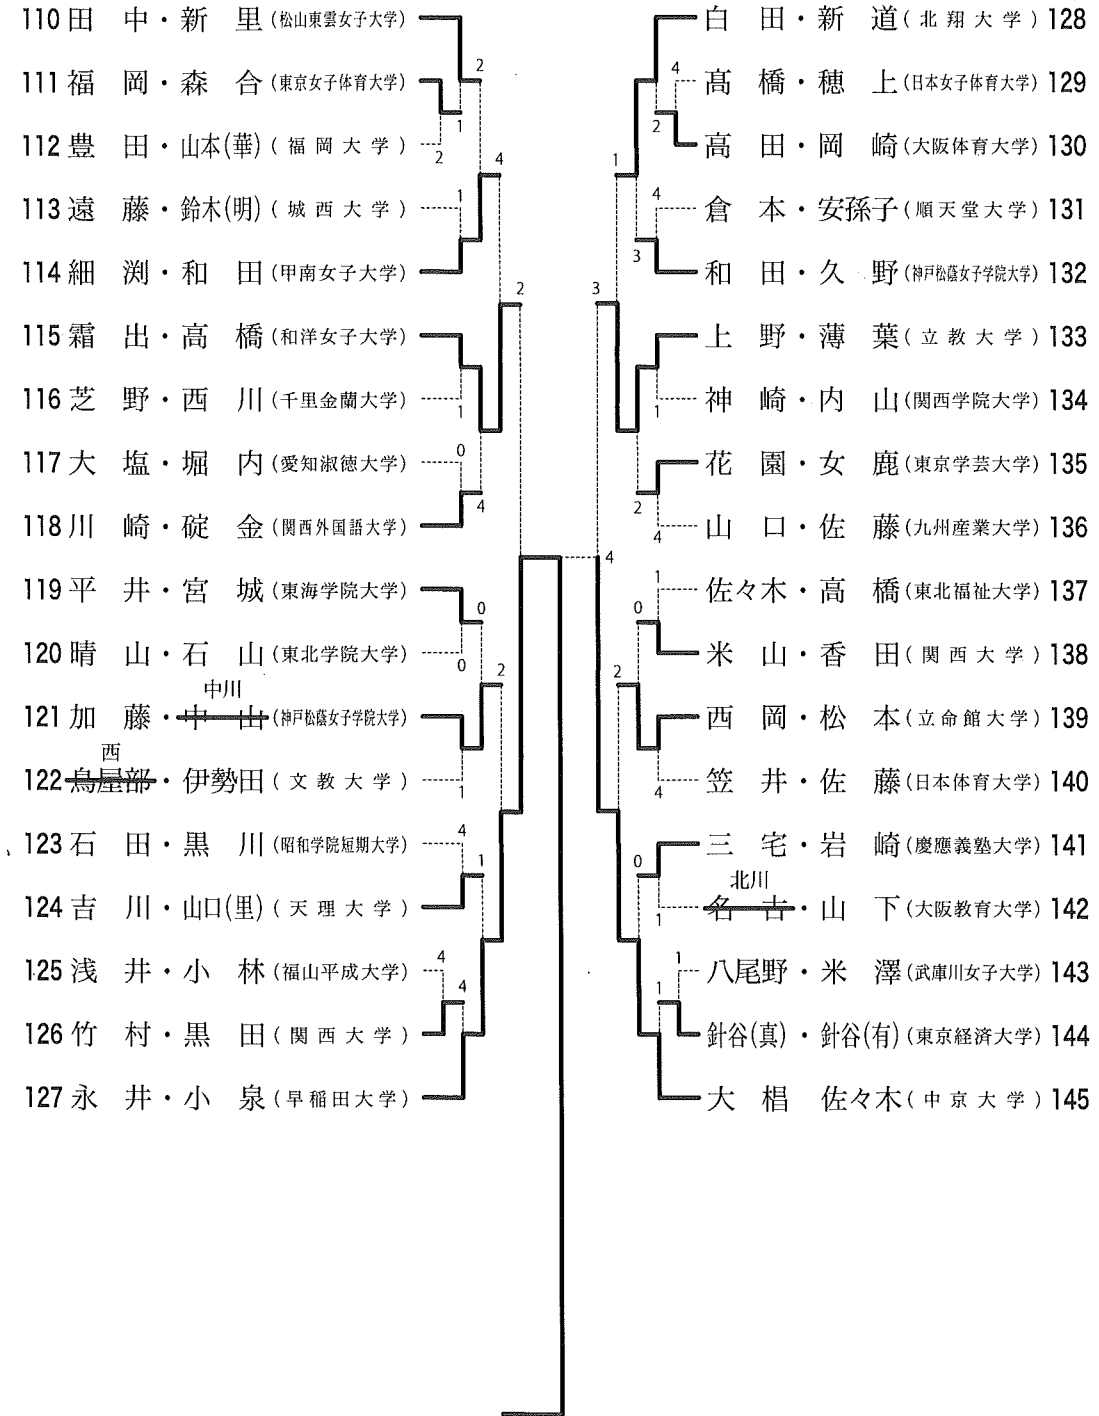 110 田中・新里 (松山東雲女子大学)
111 福岡・森合 (東京女子体育大学)
112 豊田・山本(華) (福岡大学)
113 遠藤・鈴木(明) (城西大学)
114 細渕・和田 (甲南女子大学)
115 霜出・高橋 (和洋女子大学)
116 芝野・西川 (千里金蘭大学)
117 大塩・堀内 (愛知淑徳大学)
118 川崎・碇金 (関西外国語大学)
119 平井・宮城 (東海学院大学)
120 晴山・石山 (東北学院大学)
中川
121 加藤・中山 (神戸松蔭女子学院大学)
西
122 鳥屋部・伊勢田 (文教大学)
123 石田・黒川 (昭和学院短期大学)
124 吉川・山口(里) (天理大学)
125 浅井・小林 (福山平成大学)
126 竹村・黒田 (関西大学)
127 永井・小泉 (早稲田大学)
2
1
2
4
1
2
1
0
4
0
0
2
1
4
1
4
4
白田・新道 (北翔大学) 128
髙橋・穂上 (日本女子体育大学) 129
高田・岡崎 (大阪体育大学) 130
倉本・安孫子 (順天堂大学) 131
和田・久野 (神戸松蔭女子学院大学) 132
上野・薄葉 (立教大学) 133
神崎・内山 (関西学院大学) 134
花園・女鹿 (東京学芸大学) 135
山口・佐藤 (九州産業大学) 136
佐々木・高橋 (東北福祉大学) 137
米山・香田 (関西大学) 138
西岡・松本 (立命館大学) 139
笠井・佐藤 (日本体育大学) 140
三宅・岩崎 (慶應義塾大学) 141
北川
名古・山下 (大阪教育大学) 142
八尾野・米澤 (武庫川女子大学) 143
針谷(真)・針谷(有) (東京経済大学) 144
大椙 佐々木 (中京大学) 145
4
2
1
4
3
3
1
2
4
4
1
0
2
4
0
1
1
1